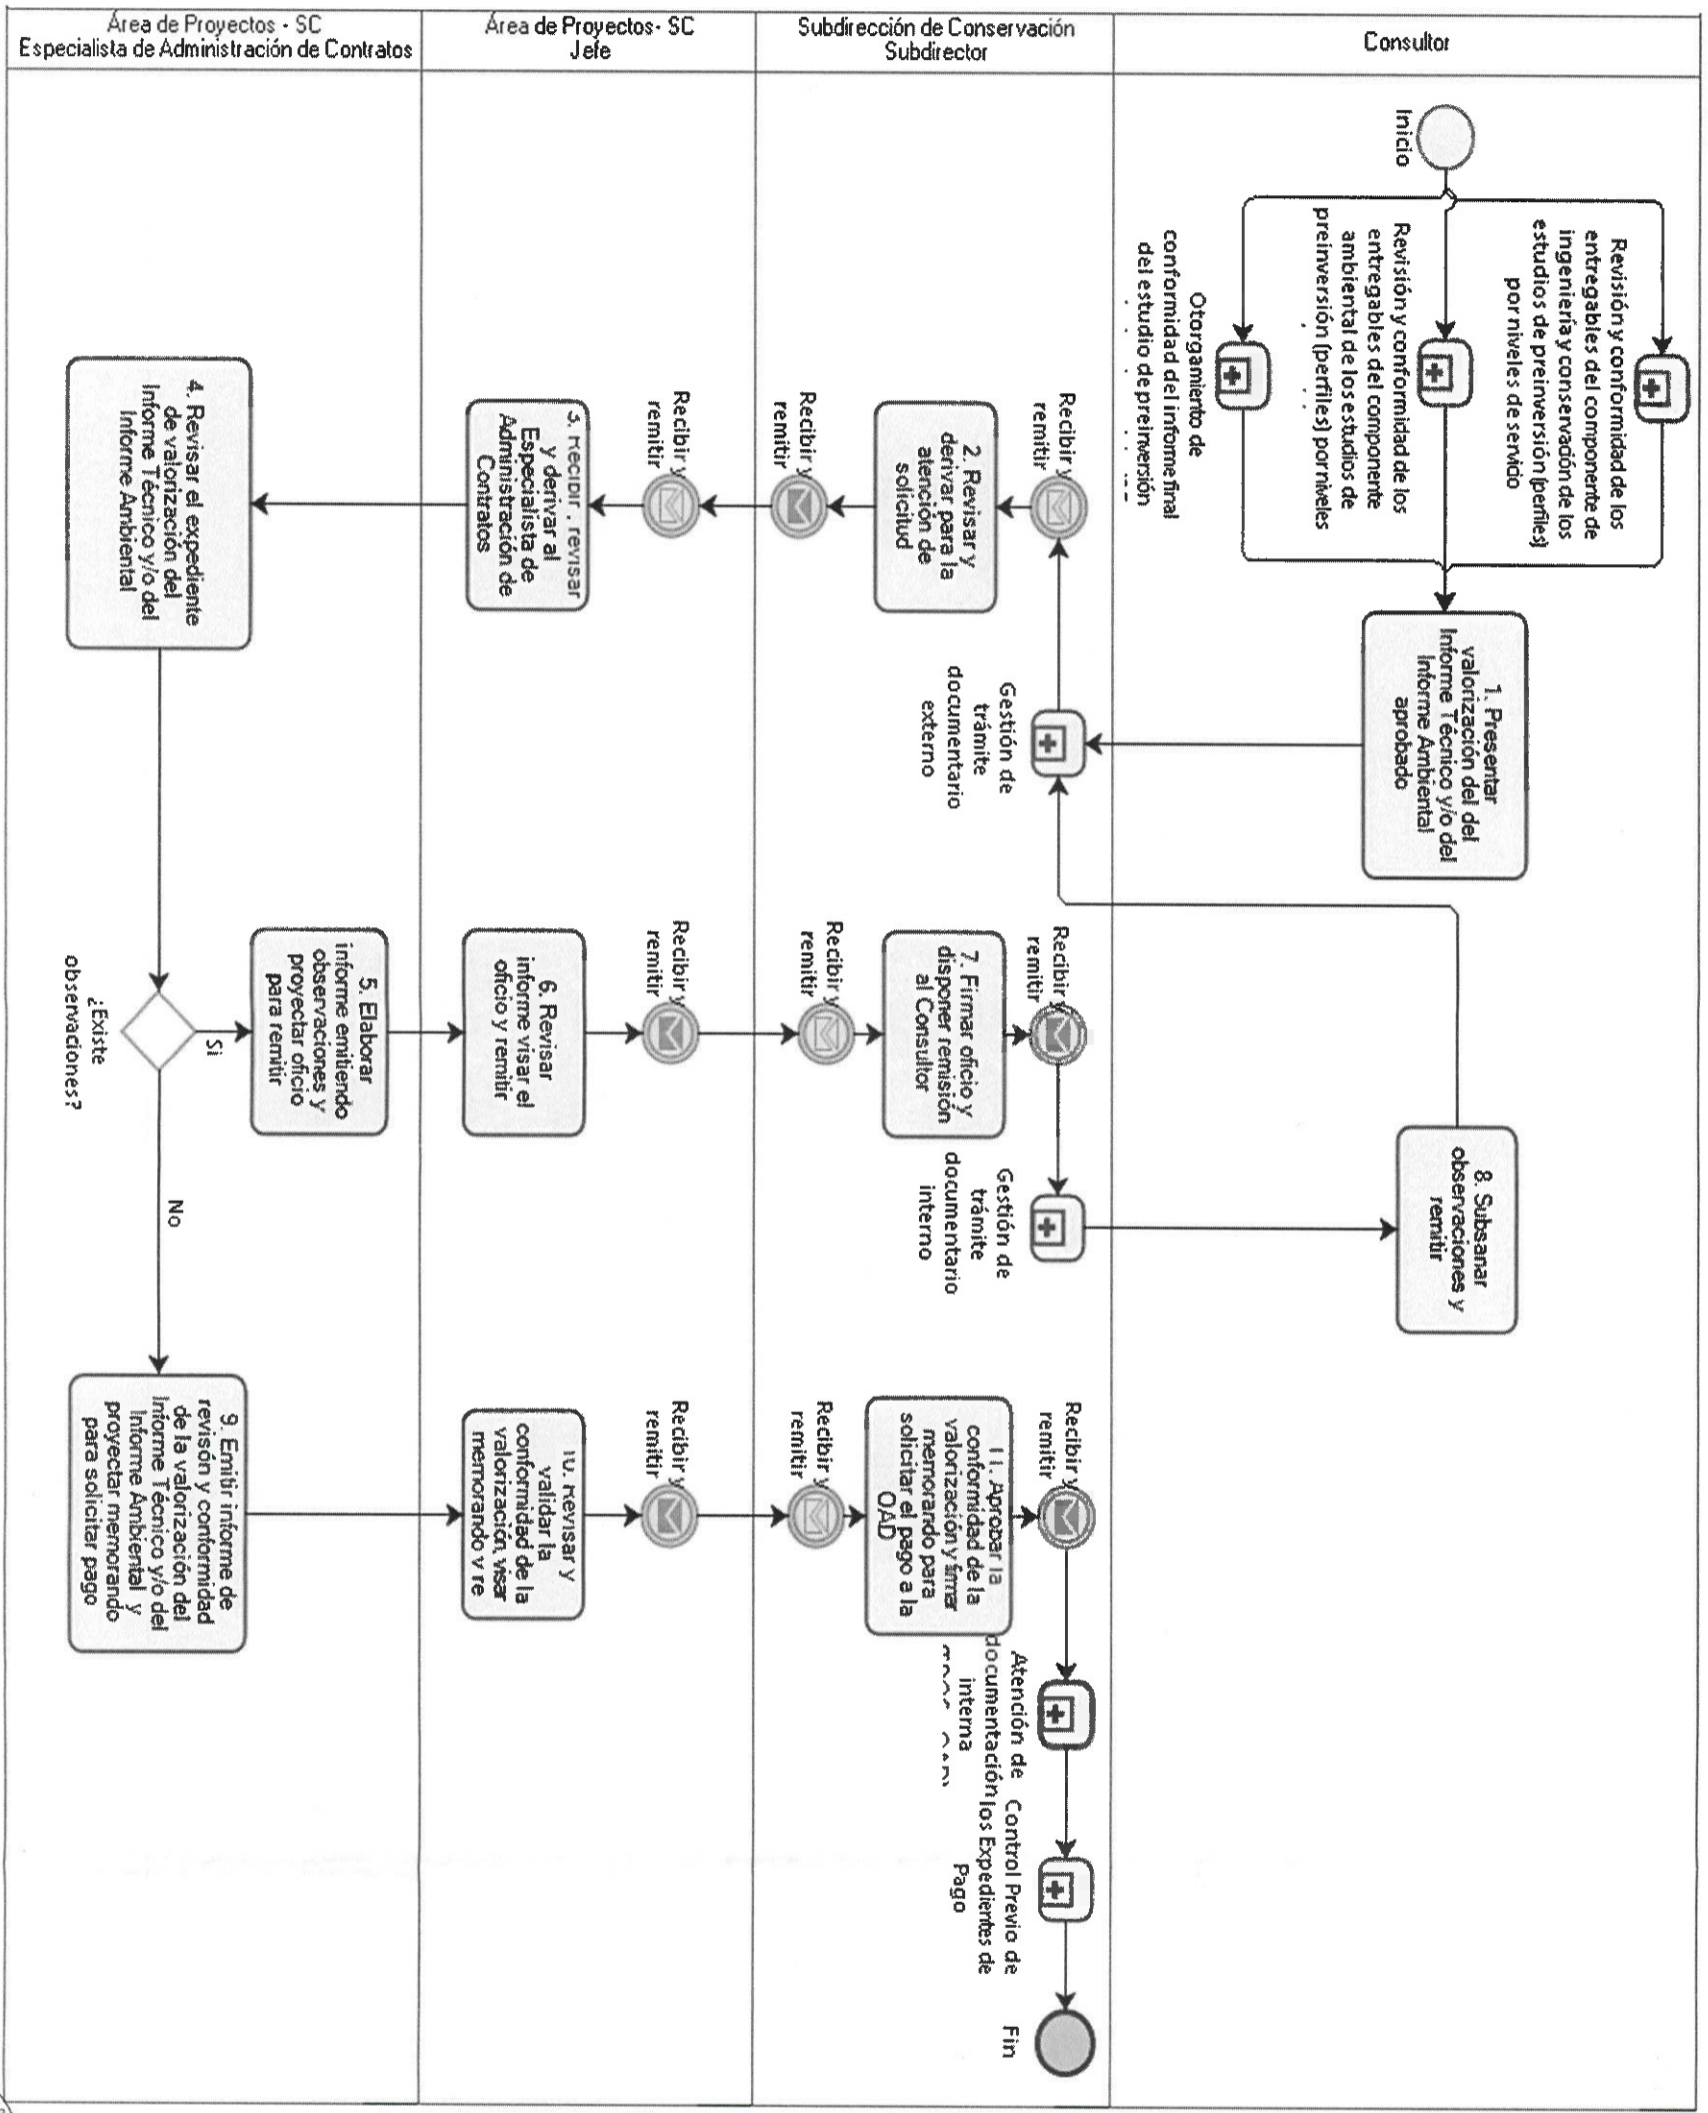 Área de Proyectos - SC
Especialista de Administración de Contratos
Área de Proyectos- SC
Jefe
Subdirección de Conservación
Subdirector
Consultor
Inicio
Revisión y conformidad de los
entregables del componente de
ingeniería y conservación de los
estudios de preinversión (perfiles)
por niveles de servicio
Revisión y conformidad de los
entregables del componente
ambiental de los estudios de
preinversión (perfiles) por niveles
Otorgamiento de
conformidad del informe final
del estudio de preinversión
1. Presentar
valorización del del
Informe Técnico y/o del
Informe Ambiental
aprobado
Gestión de
trámite
documentario
externo
Recibir y
remitir
2. Revisar y
derivar para la
atención de
solicitud
Recibir y
remitir
Recibir y
remitir
3. Recibir , revisar
y derivar al
Especialista de
Administración de
Contratos
4. Revisar el expediente
de valorización del
Informe Técnico y/o del
Informe Ambiental
¿Existe
observaciones?
Si
No
5. Elaborar
informe emitiendo
observaciones y
proyectar oficio
para remitir
6. Revisar
informe visar el
oficio y remitir
Recibir y
remitir
Recibir y
remitir
7. Firmar oficio y
disponer remisión
al Consultor
Recibir y
remitir
Gestión de
trámite
documentario
interno
8. Subsanar
observaciones y
remitir
9. Emitir informe de
revisón y conformidad
de la valorización del
Informe Técnico y/o del
Informe Ambiental y
proyectar memorando
para solicitar pago
10. Revisar y
validar la
conformidad de la
valorización, visar
memorando y re
Recibir y
remitir
Recibir y
remitir
11. Aprobar la
conformidad de la
valorización y firmar
memorando para
solicitar el pago a la
OAD
Recibir y
remitir
Atención de
documentación
interna
Control Previo de
los Expedientes de
Pago
Fin